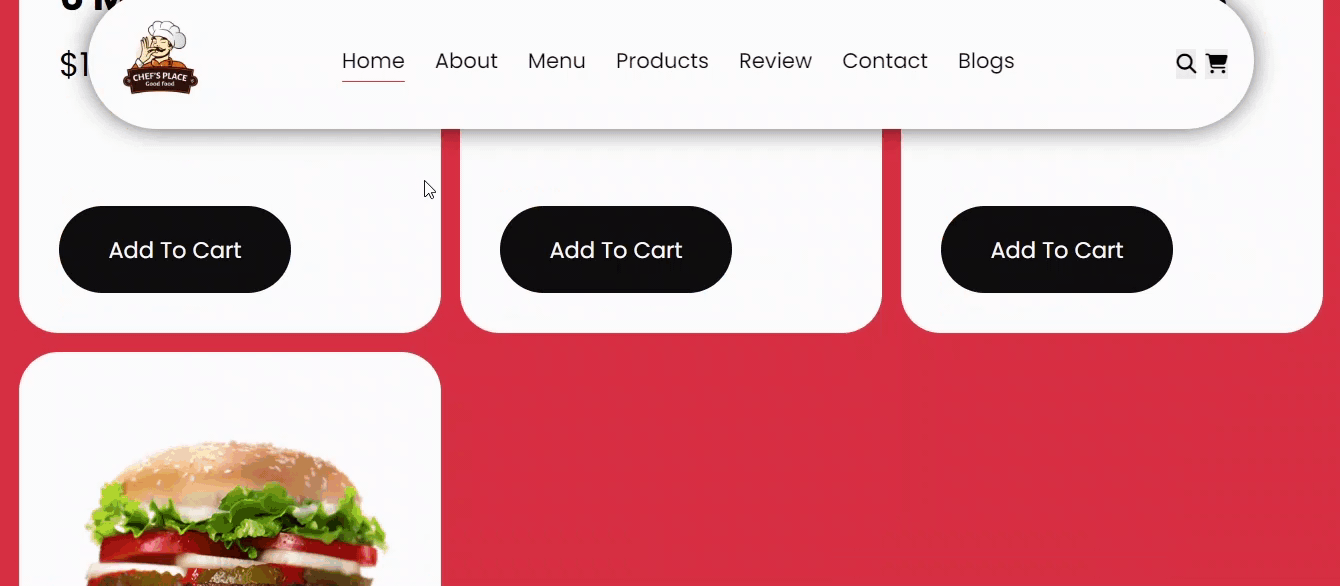 $1
CHEF'S PLACE
Good Food
Home About Menu Products Review Contact Blogs
Add To Cart Add To Cart Add To Cart